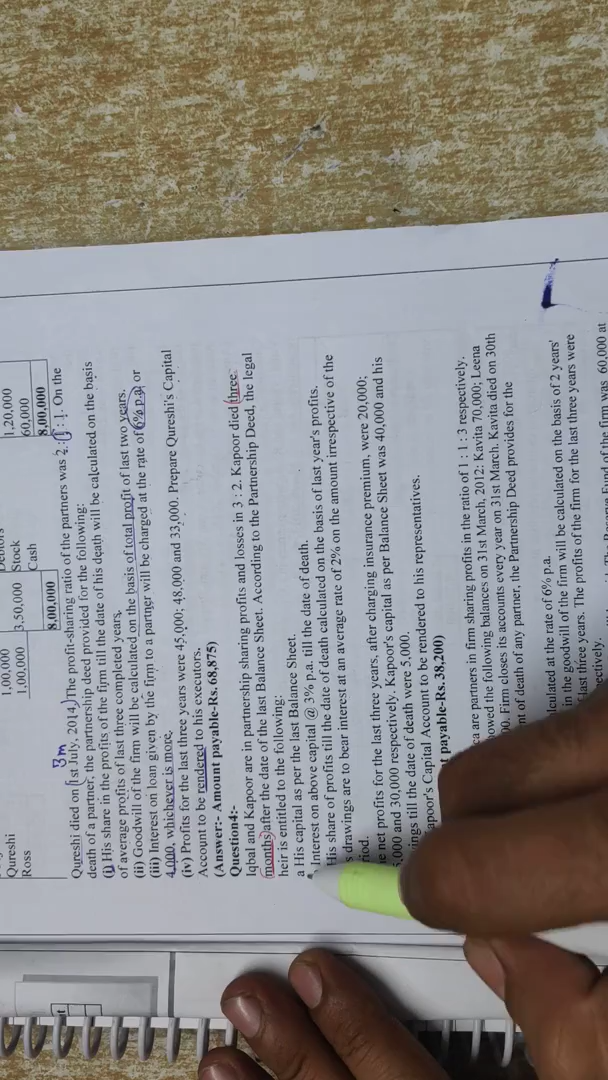 1,00,000
1,00,000
3,50,000
8,00,000
Stock
Cash
1,20,000
60,000
8,00,000
Qureshi
Ross
3m
Qureshi died on 1st July, 2014. The profit-sharing ratio of the partners was 2 : 1 : 1. On the
death of a partner, the partnership deed provided for the following:
(i) His share in the profits of the firm till the date of his death will be calculated on the basis
of average profits of last three completed years.
(ii) Goodwill of the firm will be calculated on the basis of total profit of last two years.
(iii) Interest on loan given by the firm to a partner will be charged at the rate of 6% p.a. or
4,000, whichever is more.
(iv) Profits for the last three years were 45,000; 48,000 and 33,000. Prepare Qureshi's Capital
Account to be rendered to his executors.
(Answer:- Amount payable-Rs. 68,875)
Question4:-
Iqbal and Kapoor are in partnership sharing profits and losses in 3 : 2. Kapoor died three
months after the date of the last Balance Sheet. According to the Partnership Deed, the legal
heir is entitled to the following:
a His capital as per the last Balance Sheet.
Interest on above capital @ 3% p.a. till the date of death.
His share of profits till the date of death calculated on the basis of last year's profits.
drawings are to bear interest at an average rate of 2% on the amount irrespective of the
net profits for the last three years, after charging insurance premium, were 20,000;
and 30,000 respectively. Kapoor's capital as per Balance Sheet was 40,000 and his
till the date of death were 5,000.
Capital Account to be rendered to his representatives.
payable-Rs. 38,200)
are partners in firm sharing profits in the ratio of 1 : 1 : 3 respectively.
the following balances on 31st March, 2012: Kavita 70,000; Leena
Firm closes its accounts every year on 31st March. Kavita died on 30th
of death of any partner, the Partnership Deed provides for the
at the rate of 6% p.a.
in the goodwill of the firm will be calculated on the basis of 2 years'
last three years. The profits of the firm for the last three years were
Fund of the firm was 60,000 at